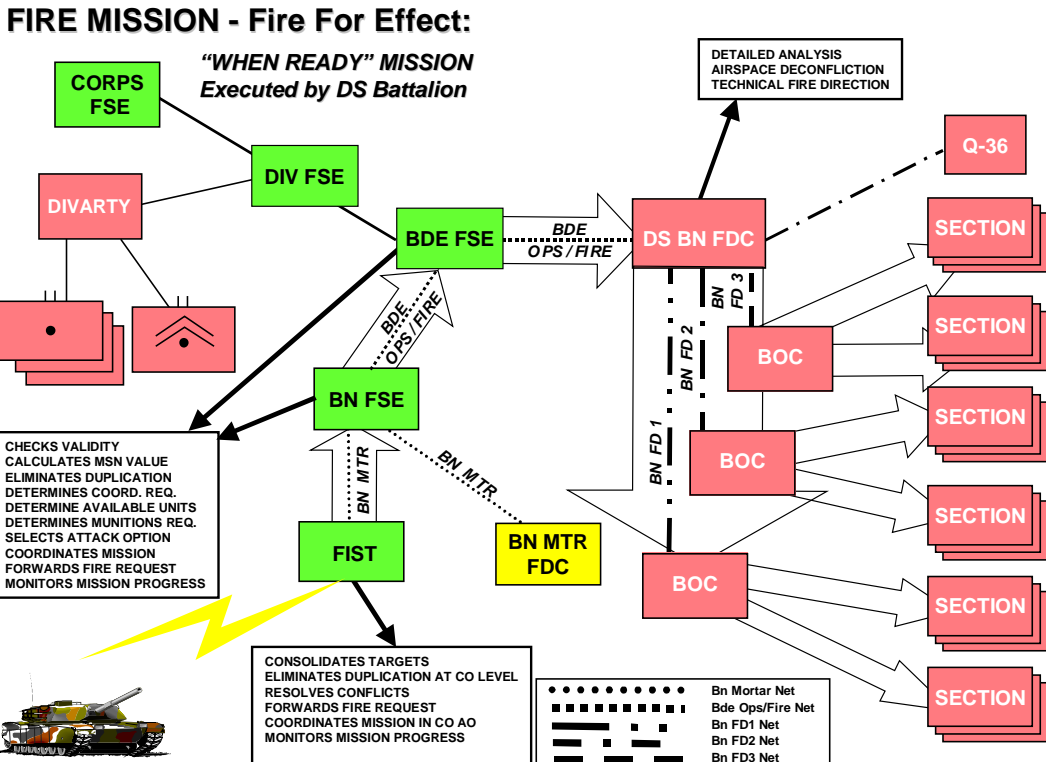 FIRE MISSION - Fire For Effect:
“WHEN READY” MISSION
Executed by DS Battalion
DETAILED ANALYSIS
AIRSPACE DECONFLICTION
TECHNICAL FIRE DIRECTION
CORPS
FSE
DIV FSE
DIVARTY
BDE FSE
BDE
OPS / FIRE
DS BN FDC
Q-36
SECTION
SECTION
SECTION
SECTION
SECTION
SECTION
BN
FD 3
BN FD 2
BN FD 1
BOC
BOC
BOC
BDE
OPS / FIRE
BN FSE
BN MTR
BN MTR
FIST
BN MTR
FDC
CHECKS VALIDITY
CALCULATES MSN VALUE
ELIMINATES DUPLICATION
DETERMINES COORD. REQ.
DETERMINE AVAILABLE UNITS
DETERMINES MUNITIONS REQ.
SELECTS ATTACK OPTION
COORDINATES MISSION
FORWARDS FIRE REQUEST
MONITORS MISSION PROGRESS
CONSOLIDATES TARGETS
ELIMINATES DUPLICATION AT CO LEVEL
RESOLVES CONFLICTS
FORWARDS FIRE REQUEST
COORDINATES MISSION IN CO AO
MONITORS MISSION PROGRESS
Bn Mortar Net
Bde Ops/Fire Net
Bn FD1 Net
Bn FD2 Net
Bn FD3 Net